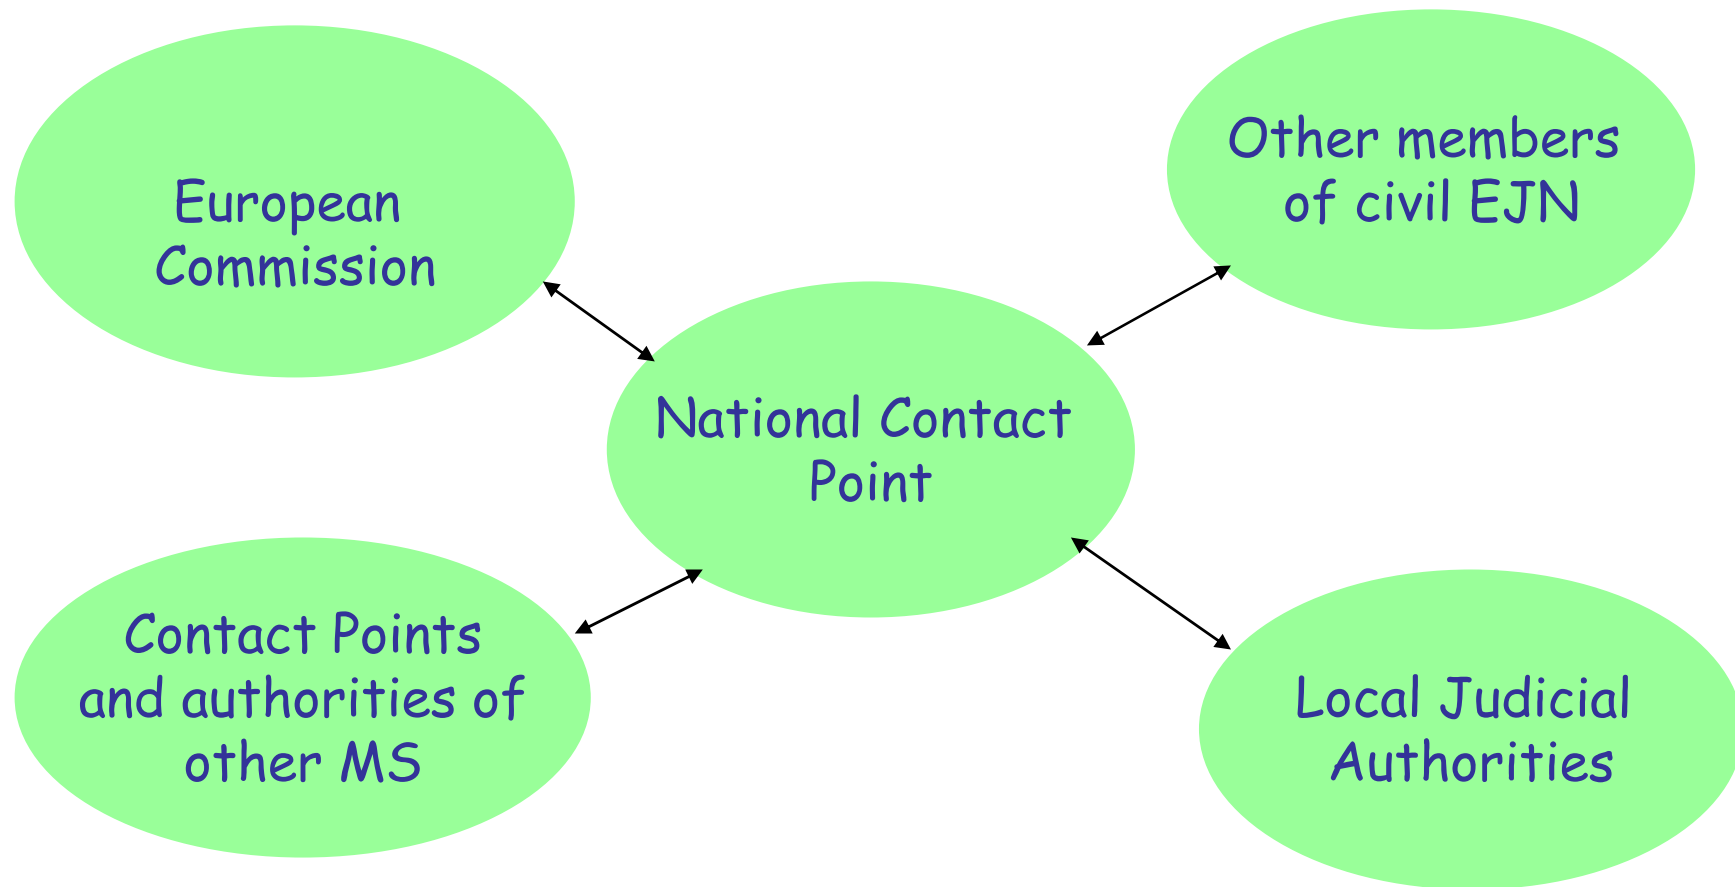 European
Commission
Other members
of civil EJN
National Contact
Point
Contact Points
and authorities of
other MS
Local Judicial
Authorities